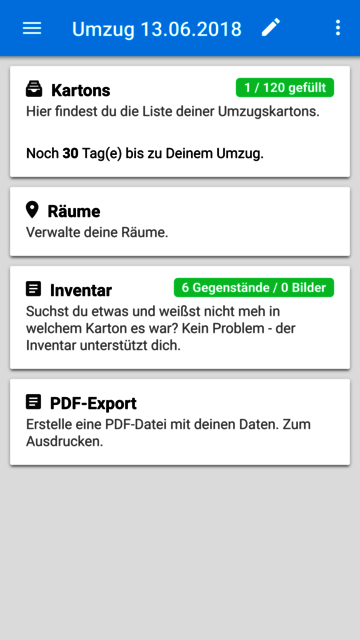 Umzug 13.06.2018
Kartons
1 / 120 gefüllt
Hier findest du die Liste deiner Umzugskartons.
Noch 30 Tag(e) bis zu Deinem Umzug.
Räume
Verwalte deine Räume.
Inventar
6 Gegenstände / 0 Bilder
Suchst du etwas und weißst nicht meh in
welchem Karton es war? Kein Problem - der
Inventar unterstützt dich.
PDF-Export
Erstelle eine PDF-Datei mit deinen Daten. Zum
Ausdrucken.